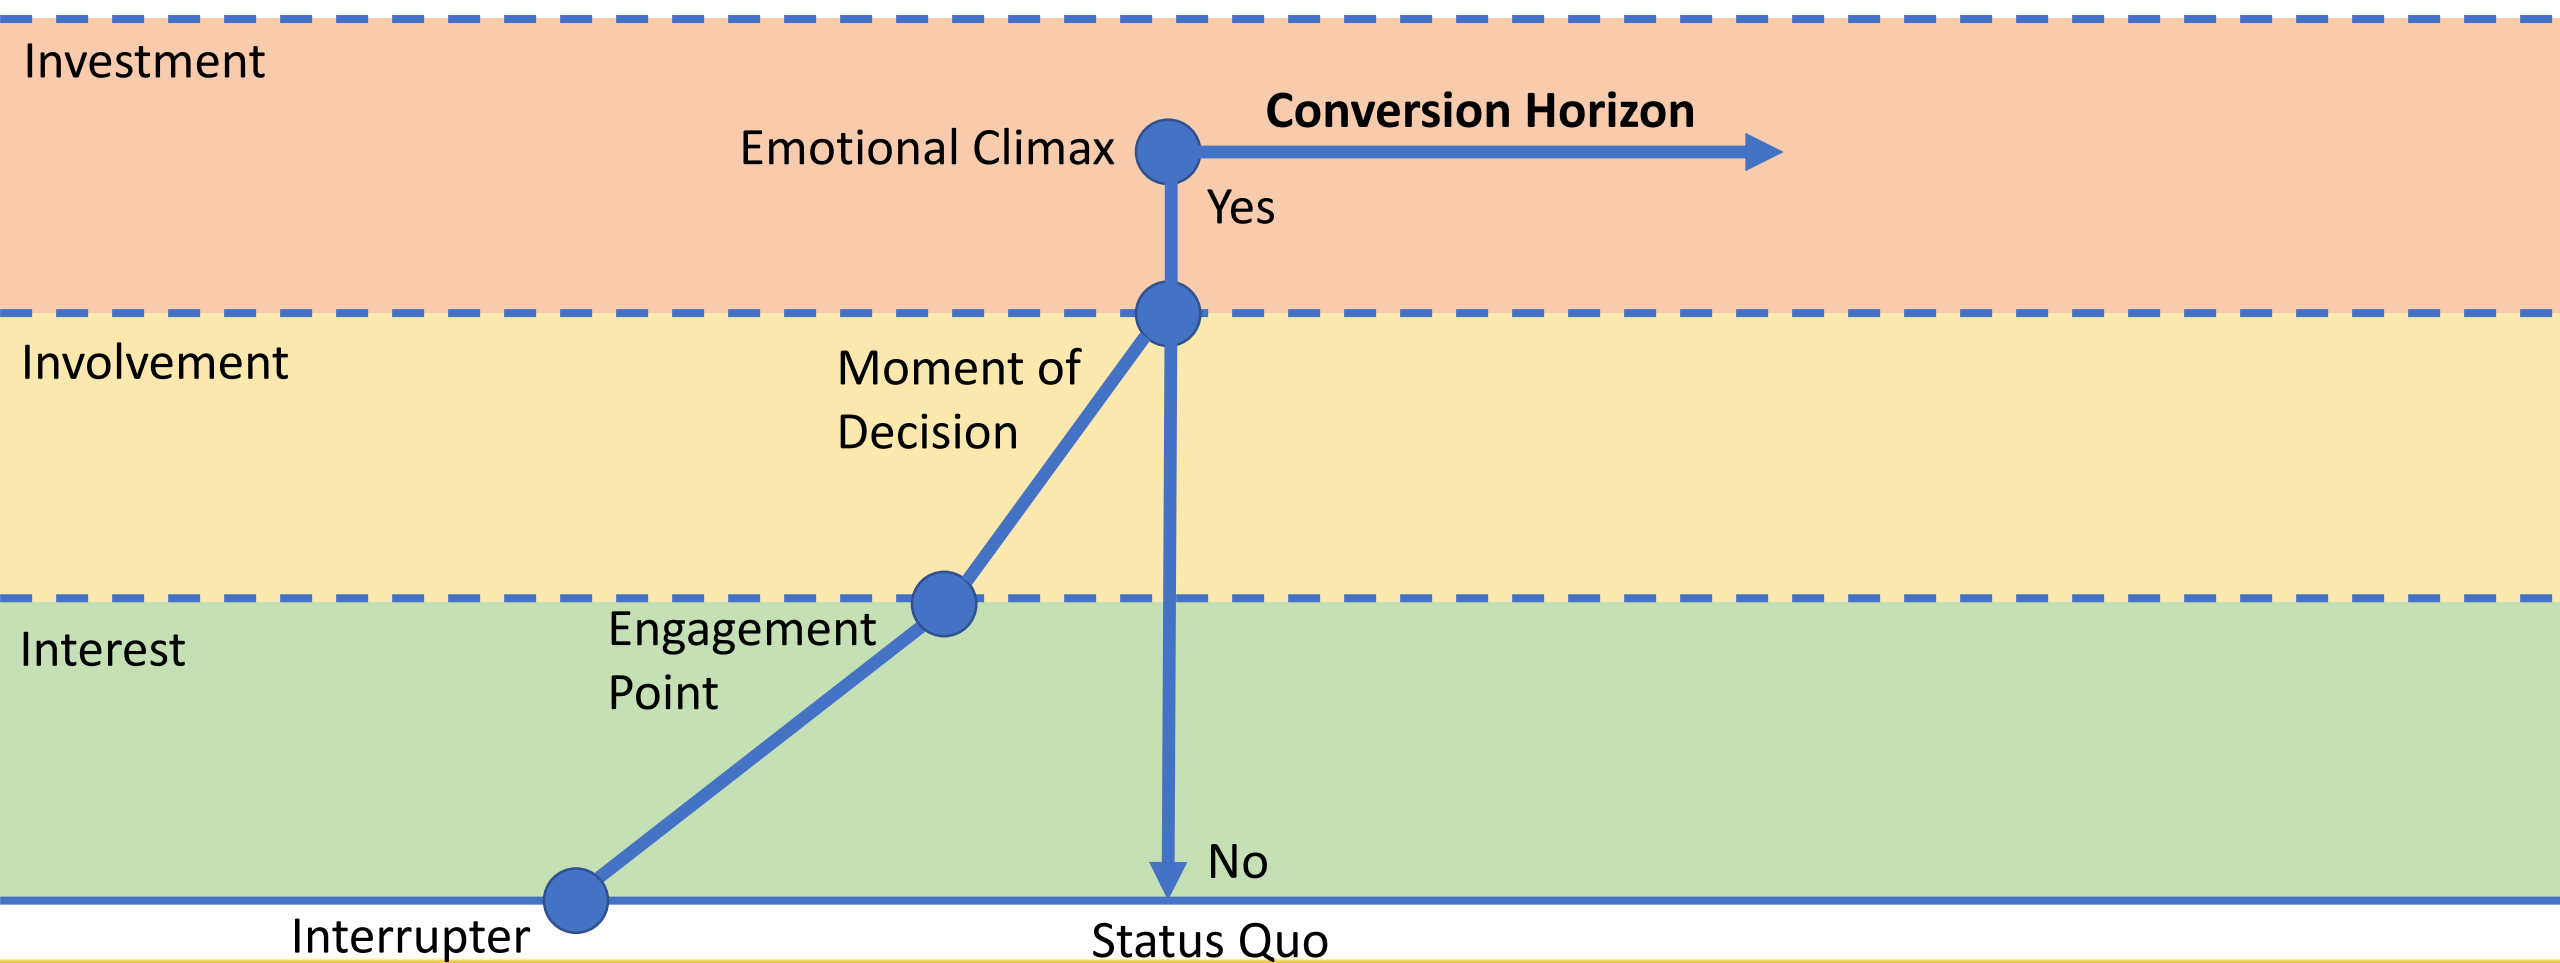 Investment
Conversion Horizon
Emotional Climax
Yes
Involvement
Moment of
Decision
Engagement
Point
Interest
No
Interrupter
Status Quo